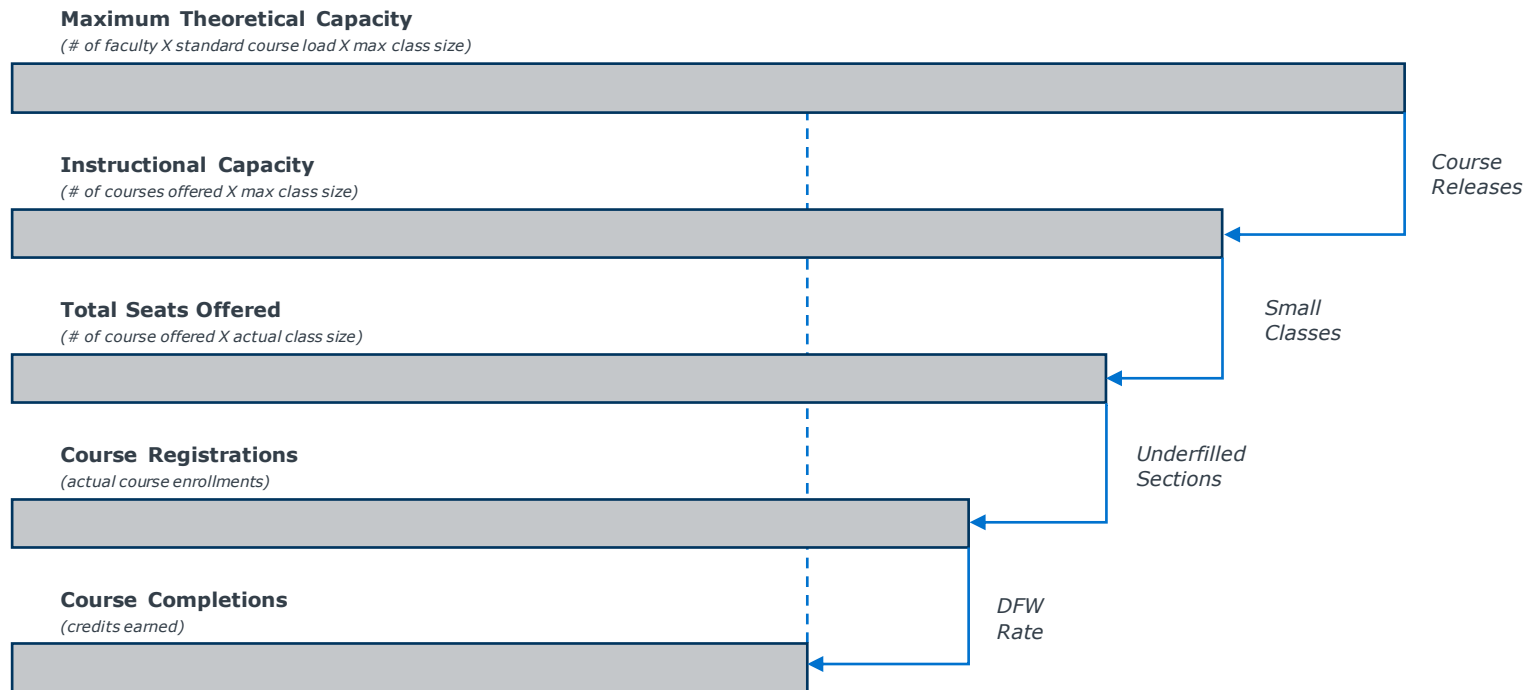 Maximum Theoretical Capacity
(# of faculty X standard course load X max class size)
Course
Releases
Instructional Capacity
(# of courses offered X max class size)
Small
Classes
Total Seats Offered
(# of course offered X actual class size)
Underfilled
Sections
Course Registrations
(actual course enrollments)
DFW
Rate
Course Completions
(credits earned)